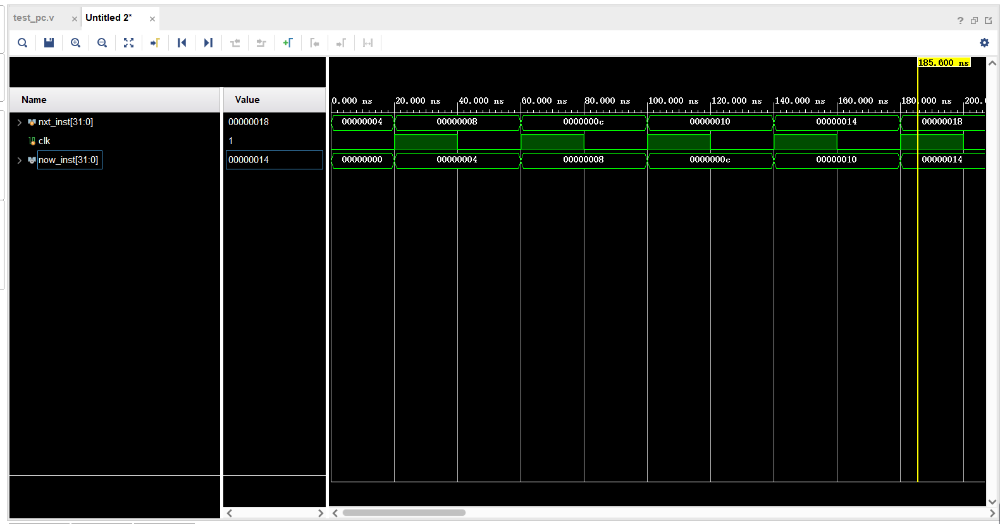 test_pc.v × Untitled 2* ×
?
185.600 ns
Name Value
0.000 ns 20.000 ns 40.000 ns 60.000 ns 80.000 ns 100.000 ns 120.000 ns 140.000 ns 160.000 ns 180.000 ns 200.0
nxt_inst[31:0] 00000018 00000004 00000008 0000000c 00000010 00000014 00000018
clk 1
now_inst[31:0] 00000014 00000000 00000004 00000008 0000000c 00000010 00000014